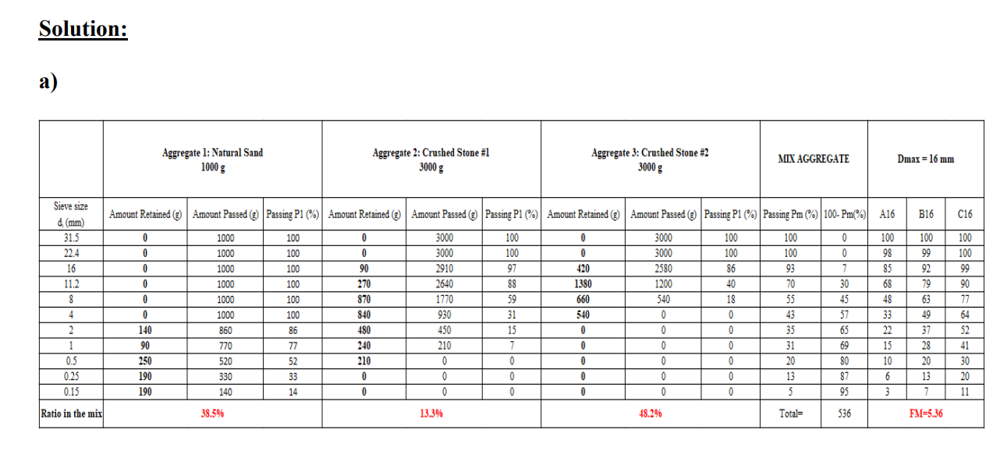 Solution:
a)
Aggregate 1: Natural Sand 1000 g Aggregate 2: Crushed Stone #1 3000 g Aggregate 3: Crushed Stone #2 3000 g MIX AGGREGATE Dmax = 16 mm
Sieve size dᵢ (mm) Amount Retained (g) Amount Passed (g) Passing P1 (%) Amount Retained (g) Amount Passed (g) Passing P1 (%) Amount Retained (g) Amount Passed (g) Passing P1 (%) Passing Pm (%) 100- Pm(%) A16 B16 C16
31.5 0 1000 100 0 3000 100 0 3000 100 100 0 100 100 100
22.4 0 1000 100 0 3000 100 0 3000 100 100 0 98 99 100
16 0 1000 100 90 2910 97 420 2580 86 93 7 85 92 99
11.2 0 1000 100 270 2640 88 1380 1200 40 70 30 68 79 90
8 0 1000 100 870 1770 59 660 540 18 55 45 48 63 77
4 0 1000 100 840 930 31 540 0 0 43 57 33 49 64
2 140 860 86 480 450 15 0 0 0 35 65 22 37 52
1 90 770 77 240 210 7 0 0 0 31 69 15 28 41
0.5 250 520 52 210 0 0 0 0 0 20 80 10 20 30
0.25 190 330 33 0 0 0 0 0 0 13 87 6 13 20
0.15 190 140 14 0 0 0 0 0 0 5 95 3 7 11
Ratio in the mix 38.5% 13.3% 48.2% Total= 536 FM=5.36